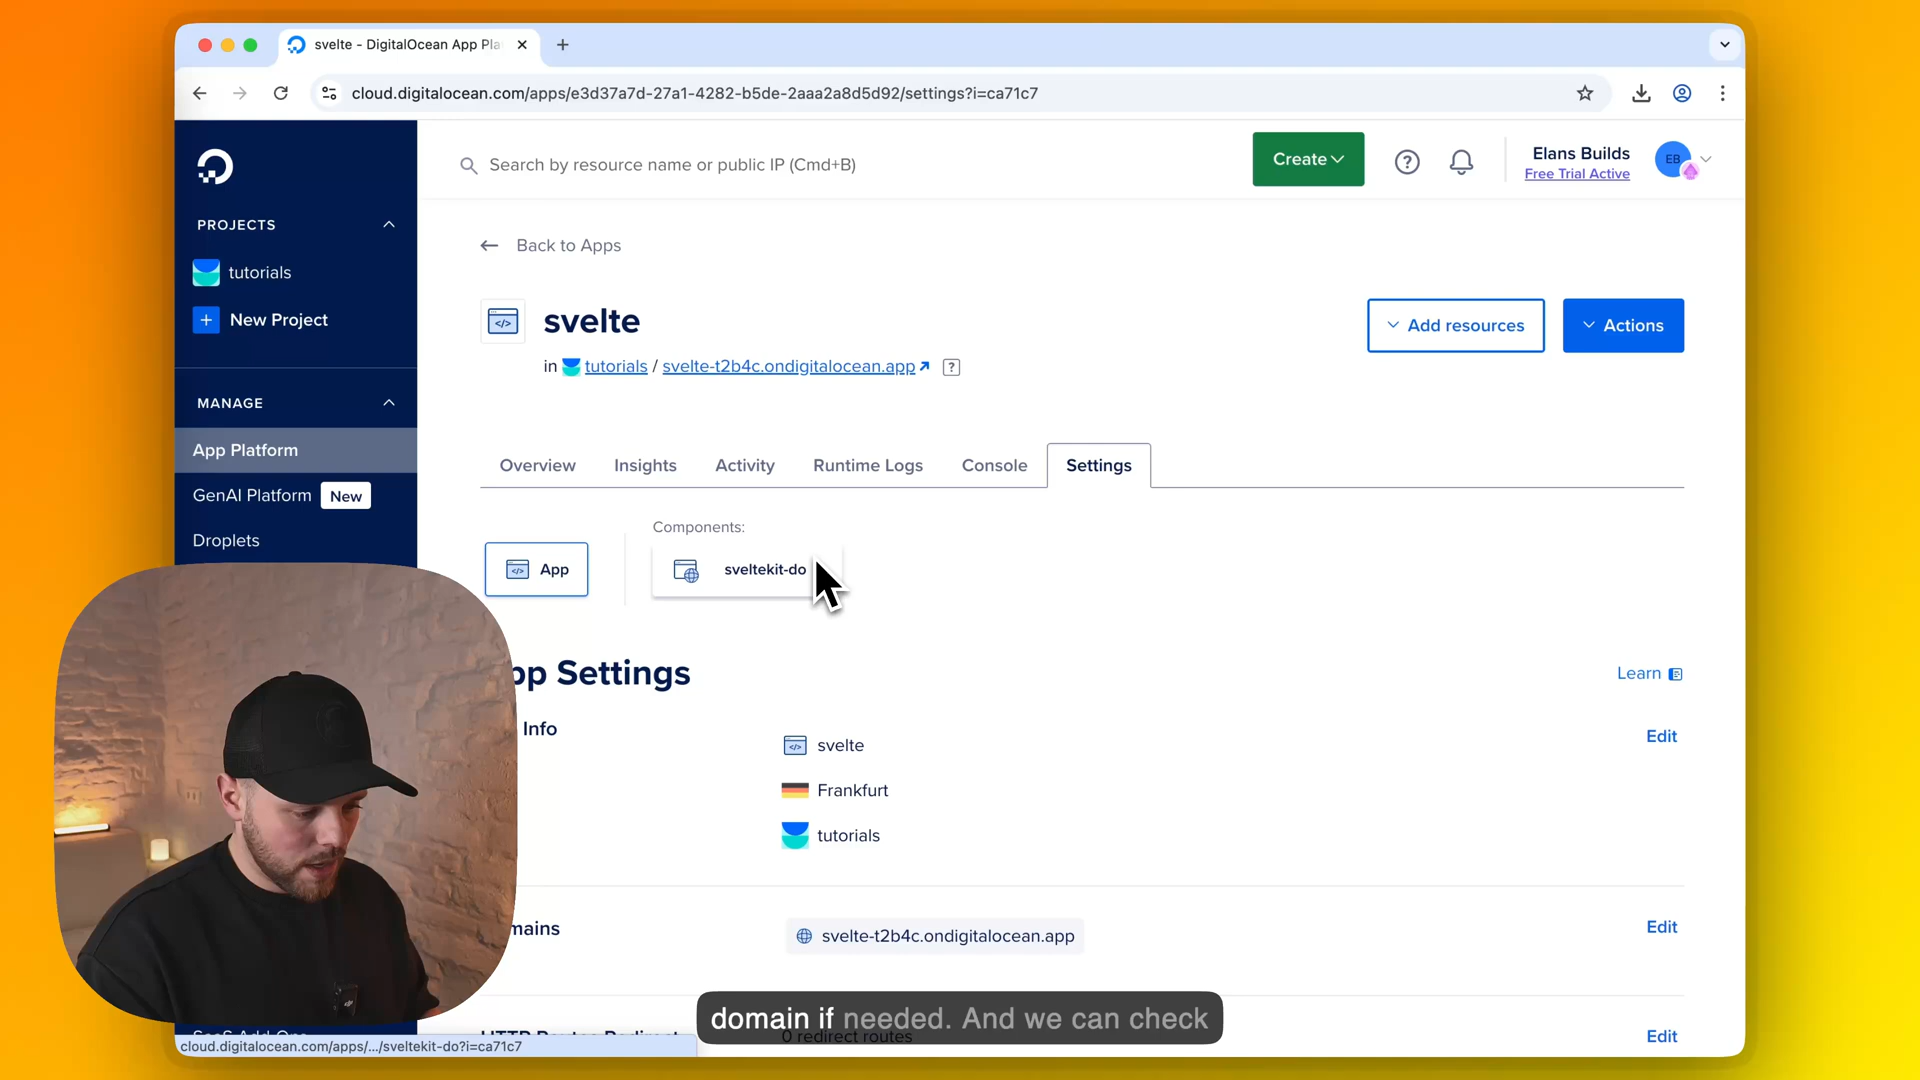 svelte - DigitalOcean App Pla
cloud.digitalocean.com/apps/e3d37a7d-27a1-4282-b5de-2aaa2a8d5d92/settings?i=ca71c7
Search by resource name or public IP (Cmd+B)
Create
Elans Builds
Free Trial Active
EB
PROJECTS
tutorials
New Project
MANAGE
App Platform
GenAI Platform New
Droplets
Back to Apps
svelte
in tutorials / svelte-t2b4c.ondigitalocean.app
Add resources
Actions
Overview Insights Activity Runtime Logs Console Settings
Components:
App
sveltekit-do
pp Settings
Learn
Info
svelte
Edit
Frankfurt
tutorials
mains
svelte-t2b4c.ondigitalocean.app
Edit
domain if needed. And we can check
0 redirect routes
Edit
cloud.digitalocean.com/apps/.../sveltekit-do?i=ca71c7